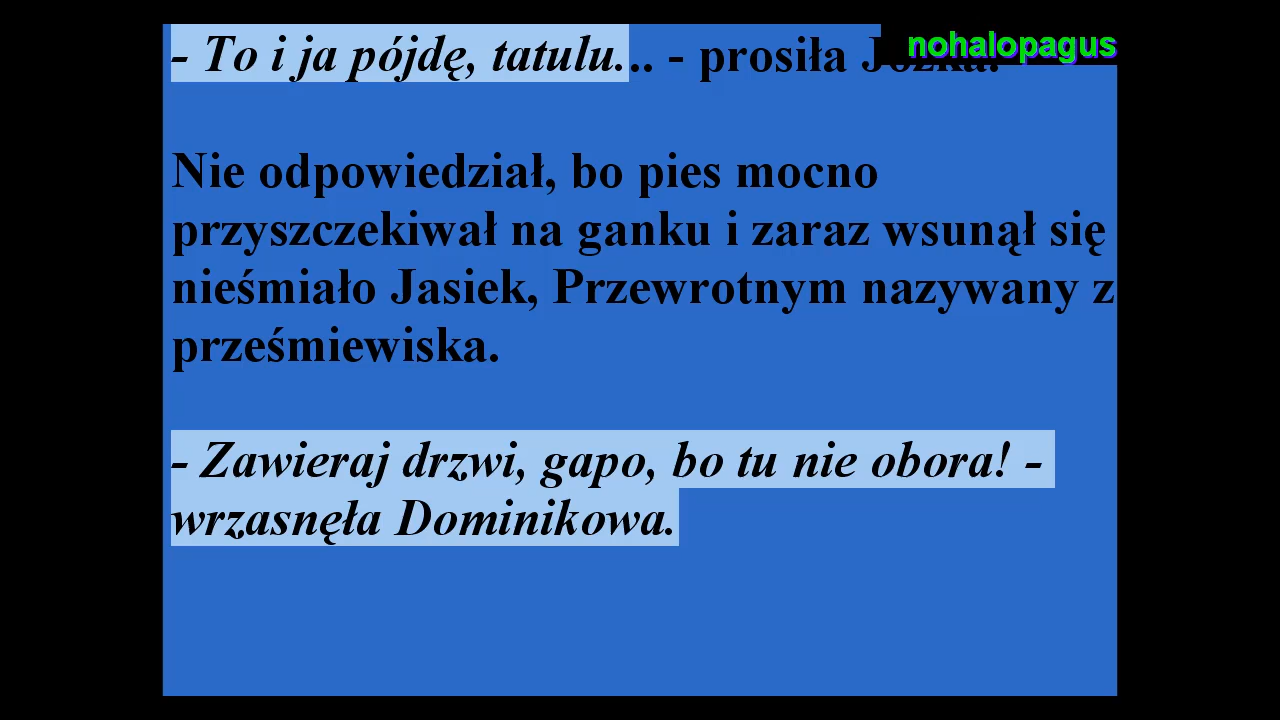 - To i ja pójdę, tatulu... - prosiła Józka.
nohalopagus
Nie odpowiedział, bo pies mocno
przyszczekiwał na ganku i zaraz wsunął się
nieśmiało Jasiek, Przewrotnym nazywany z
prześmiewiska.
- Zawieraj drzwi, gapo, bo tu nie obora! -
wrzasnęła Dominikowa.